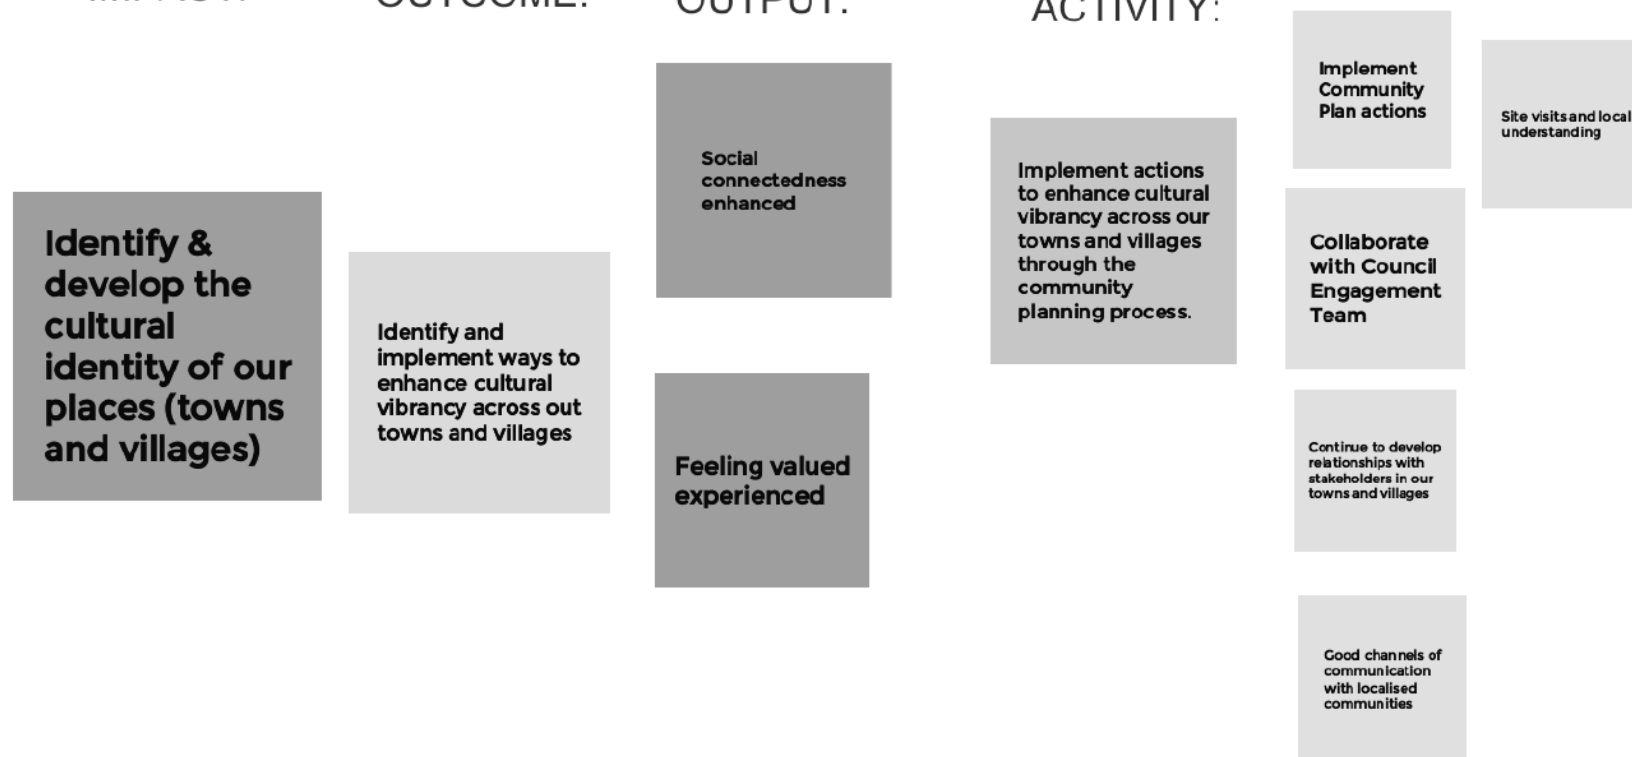 OUTCOME:
OUTPUT:
ACTIVITY:
Identify &
develop the
cultural
identity of our
places (towns
and villages)
Identify and
implement ways to
enhance cultural
vibrancy across out
towns and villages
Social
connectedness
enhanced
Feeling valued
experienced
Implement actions
to enhance cultural
vibrancy across our
towns and villages
through the
community
planning process.
Implement
Community
Plan actions
Site visits and local
understanding
Collaborate
with Council
Engagement
Team
Continue to develop
relationships with
stakeholders in our
towns and villages
Good channels of
communication
with localised
communities